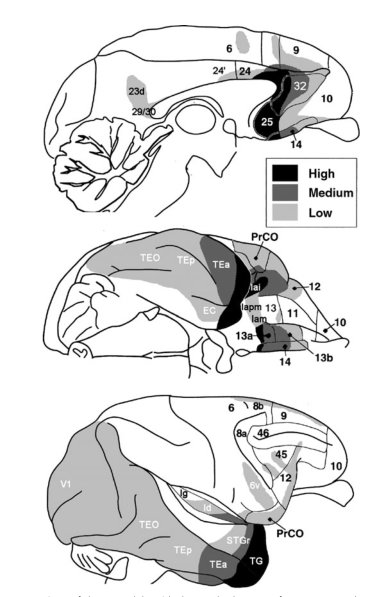 6
9
24'
24
32
23d
10
29/30
25
14
High
Medium
Low
PrCO
TEO
TEp
TEa
Iai
12
EC
Iapm
13
11
Iam
10
13a
14
13b
6
8b
9
8a
46
45
10
V1
6v
12
Ig
Id
TEO
PrCO
STGr
TEp
TEa
TG